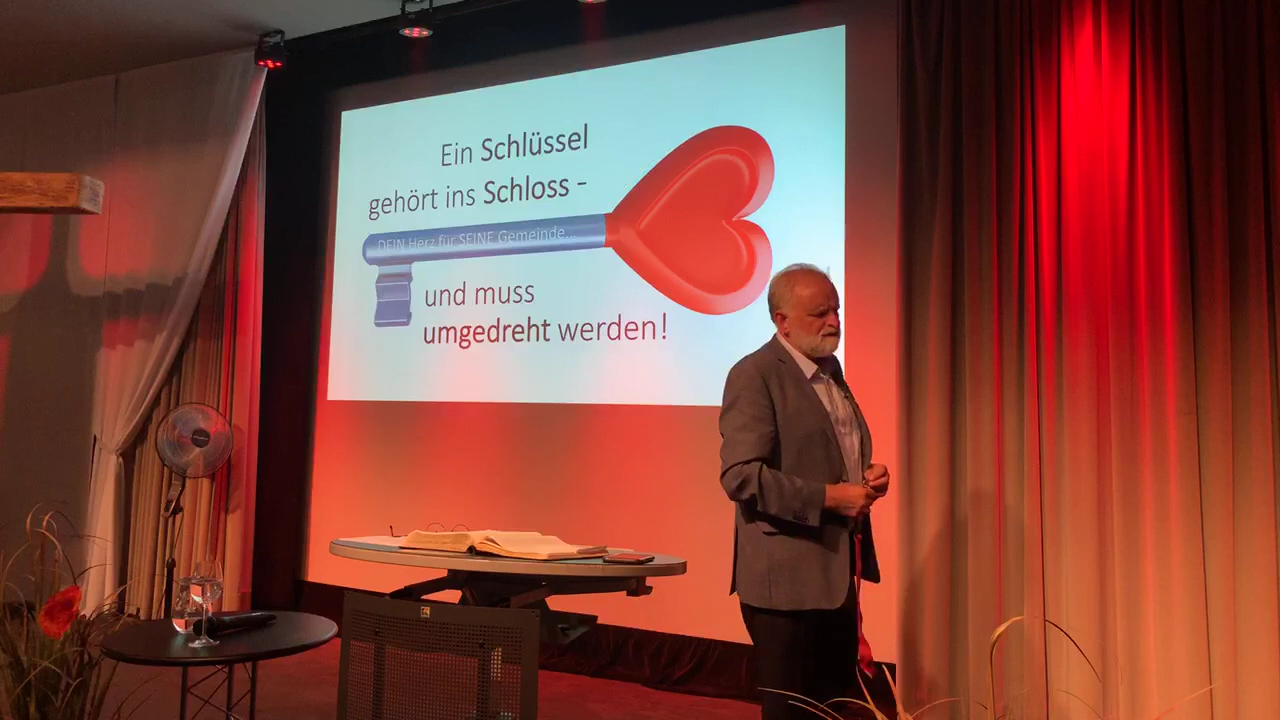 Ein Schlüssel
gehört ins Schloss -
DEIN Herz für SEINE Gemeinde...
und muss
umgedreht werden!